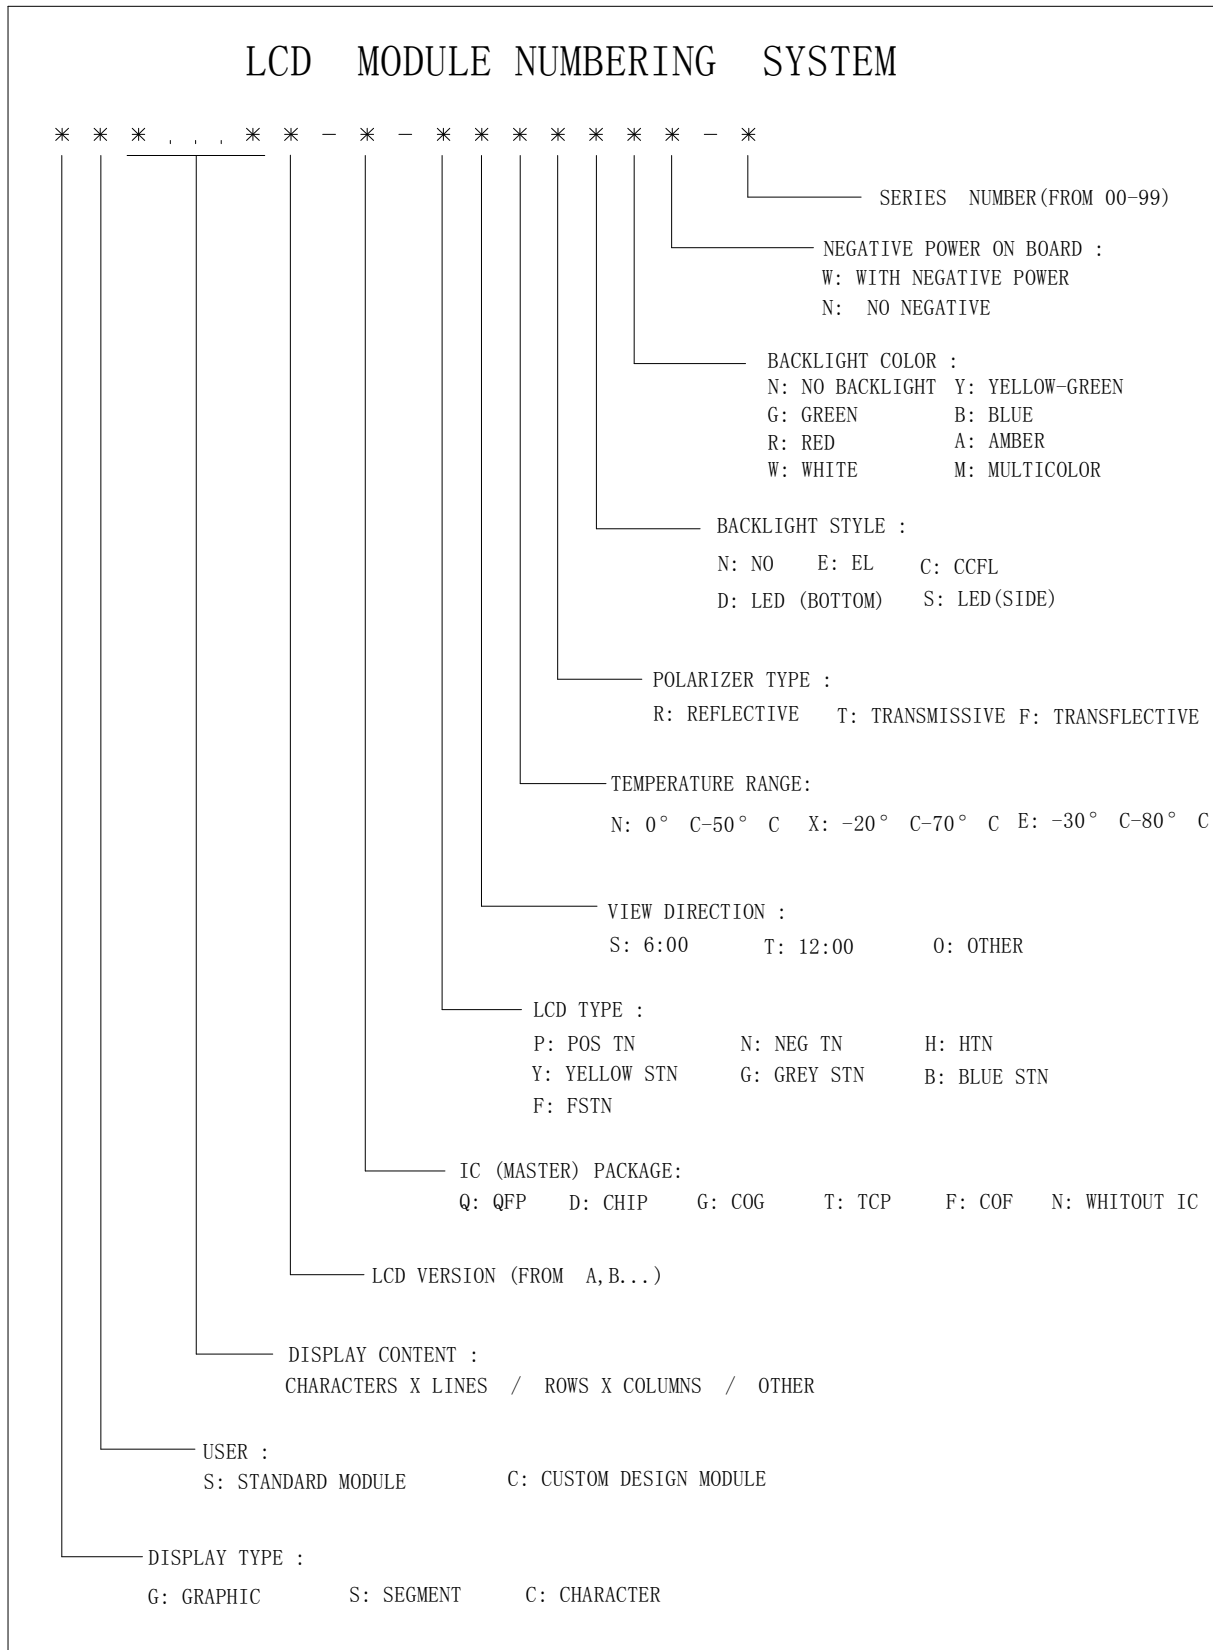 LCD MODULE NUMBERING SYSTEM
* * * . . . * * - * - * * * * * * * - *
SERIES NUMBER(FROM 00-99)
NEGATIVE POWER ON BOARD :
W: WITH NEGATIVE POWER
N: NO NEGATIVE
BACKLIGHT COLOR :
N: NO BACKLIGHT Y: YELLOW-GREEN
G: GREEN B: BLUE
R: RED A: AMBER
W: WHITE M: MULTICOLOR
BACKLIGHT STYLE :
N: NO E: EL C: CCFL
D: LED (BOTTOM) S: LED(SIDE)
POLARIZER TYPE :
R: REFLECTIVE T: TRANSMISSIVE F: TRANSFLECTIVE
TEMPERATURE RANGE:
N: 0° C-50° C X: -20° C-70° C E: -30° C-80° C
VIEW DIRECTION :
S: 6:00 T: 12:00 O: OTHER
LCD TYPE :
P: POS TN N: NEG TN H: HTN
Y: YELLOW STN G: GREY STN B: BLUE STN
F: FSTN
IC (MASTER) PACKAGE:
Q: QFP D: CHIP G: COG T: TCP F: COF N: WHITOUT IC
LCD VERSION (FROM A,B...)
DISPLAY CONTENT :
CHARACTERS X LINES / ROWS X COLUMNS / OTHER
USER :
S: STANDARD MODULE C: CUSTOM DESIGN MODULE
DISPLAY TYPE :
G: GRAPHIC S: SEGMENT C: CHARACTER